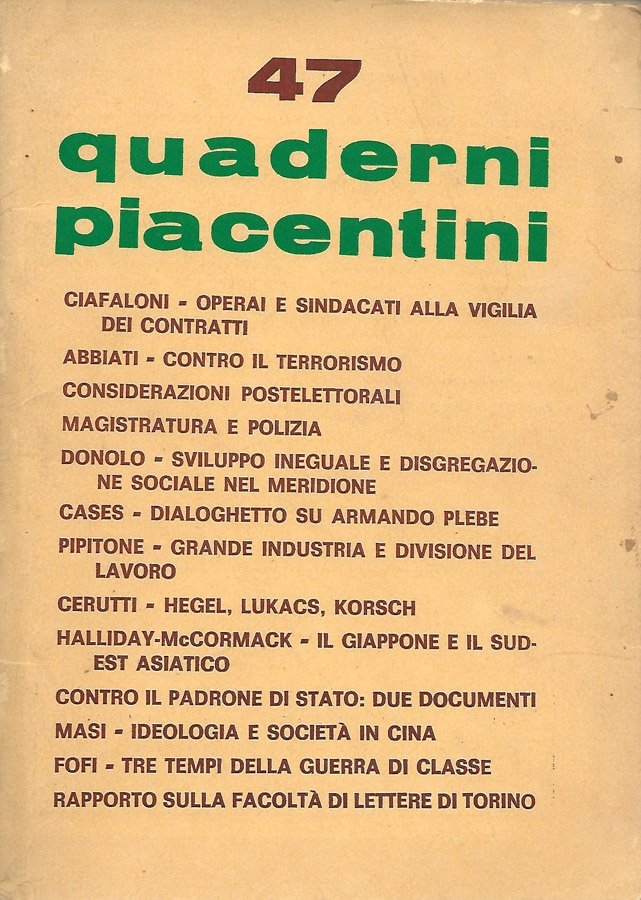 47
quaderni
piacentini
CIAFALONI - OPERAI E SINDACATI ALLA VIGILIA
DEI CONTRATTI
ABBIATI - CONTRO IL TERRORISMO
CONSIDERAZIONI POSTELETTORALI
MAGISTRATURA E POLIZIA
DONOLO - SVILUPPO INEGUALE E DISGREGAZIO-
NE SOCIALE NEL MERIDIONE
CASES - DIALOGHETTO SU ARMANDO PLEBE
PIPITONE - GRANDE INDUSTRIA E DIVISIONE DEL
LAVORO
CERUTTI - HEGEL, LUKACS, KORSCH
HALLIDAY-McCORMACK - IL GIAPPONE E IL SUD-
EST ASIATICO
CONTRO IL PADRONE DI STATO: DUE DOCUMENTI
MASI - IDEOLOGIA E SOCIETÀ IN CINA
FOFI - TRE TEMPI DELLA GUERRA DI CLASSE
RAPPORTO SULLA FACOLTÀ DI LETTERE DI TORINO